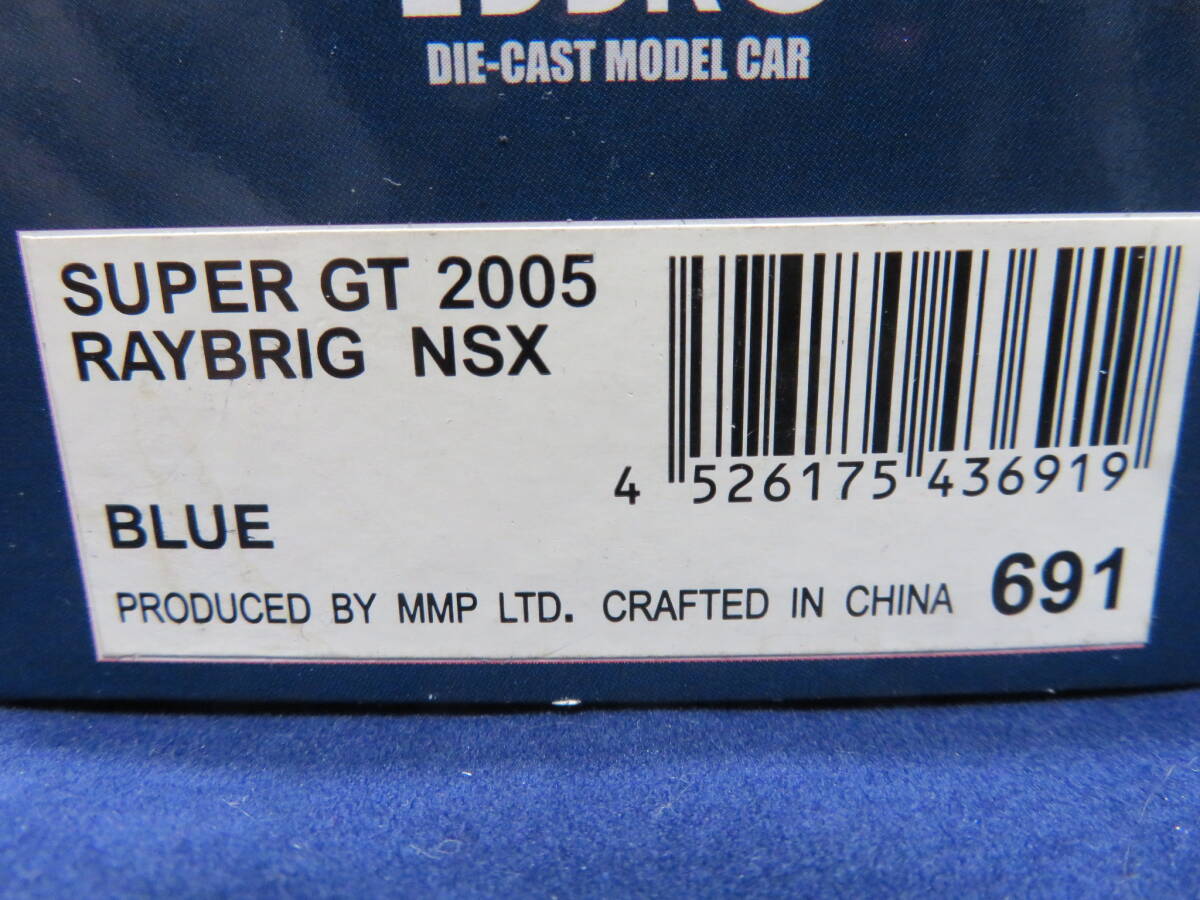 EBBRO
DIE-CAST MODEL CAR
SUPER GT 2005
RAYBRIG NSX
4 526175 436919
BLUE
PRODUCED BY MMP LTD. CRAFTED IN CHINA 691